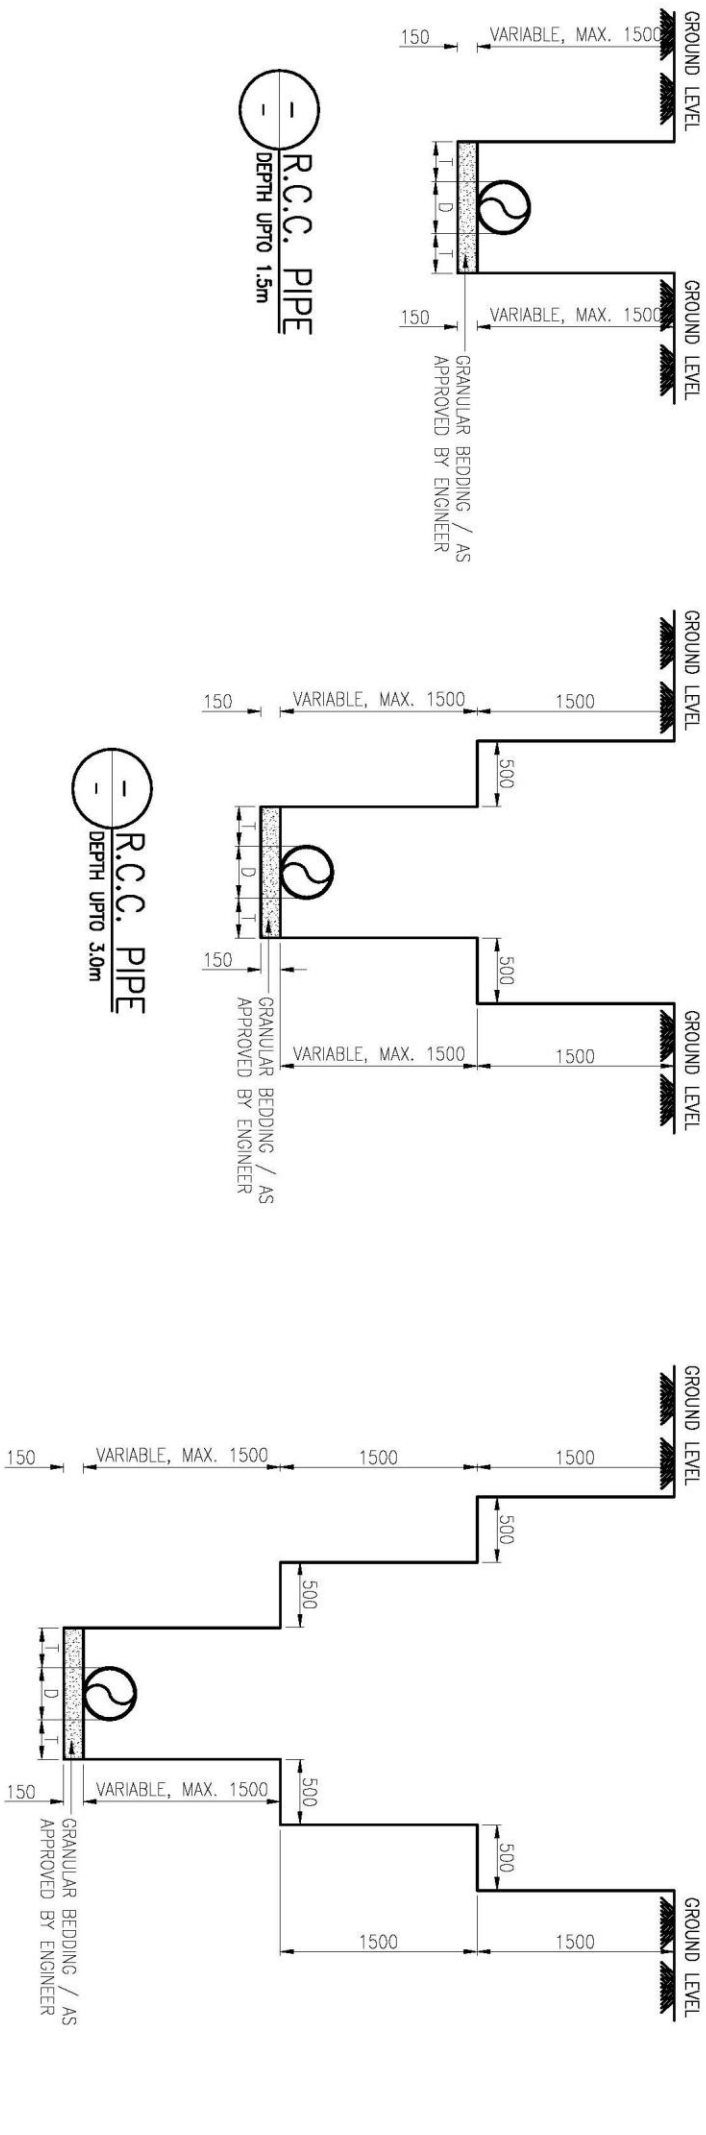 GROUND LEVEL
GROUND LEVEL
VARIABLE, MAX. 1500
150
VARIABLE, MAX. 1500
150
T
D
T
GRANULAR BEDDING / AS
APPROVED BY ENGINEER
R.C.C. PIPE
DEPTH UPTO 1.5m
-
-
GROUND LEVEL
GROUND LEVEL
1500
VARIABLE, MAX. 1500
150
500
500
1500
VARIABLE, MAX. 1500
150
T
D
T
GRANULAR BEDDING / AS
APPROVED BY ENGINEER
R.C.C. PIPE
DEPTH UPTO 3.0m
-
-
GROUND LEVEL
GROUND LEVEL
1500
1500
VARIABLE, MAX. 1500
150
500
500
500
500
1500
1500
VARIABLE, MAX. 1500
150
T
D
T
GRANULAR BEDDING / AS
APPROVED BY ENGINEER